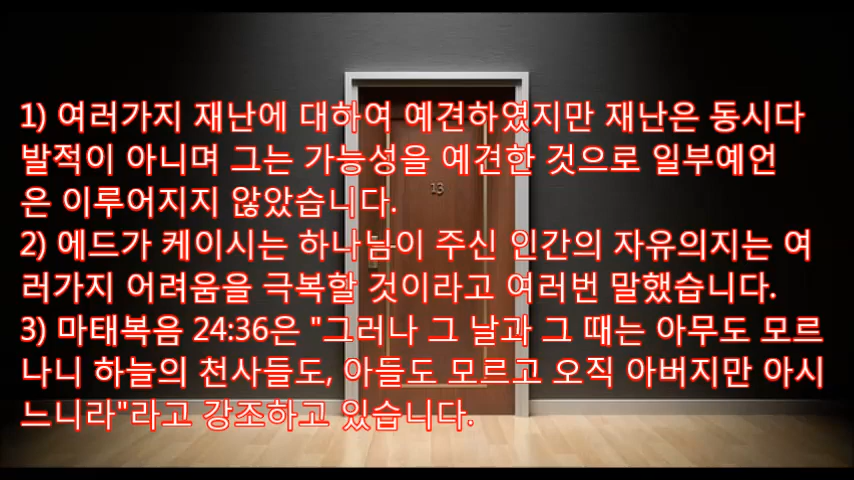 1) 여러가지 재난에 대하여 예견하였지만 재난은 동시다
발적이 아니며 그는 가능성을 예견한 것으로 일부예언
은 이루어지지 않았습니다.
13
2) 에드가 케이시는 하나님이 주신 인간의 자유의지는 여
러가지 어려움을 극복할 것이라고 여러번 말했습니다.
3) 마태복음 24:36은 "그러나 그 날과 그 때는 아무도 모르
나니 하늘의 천사들도, 아들도 모르고 오직 아버지만 아시
느니라"라고 강조하고 있습니다.